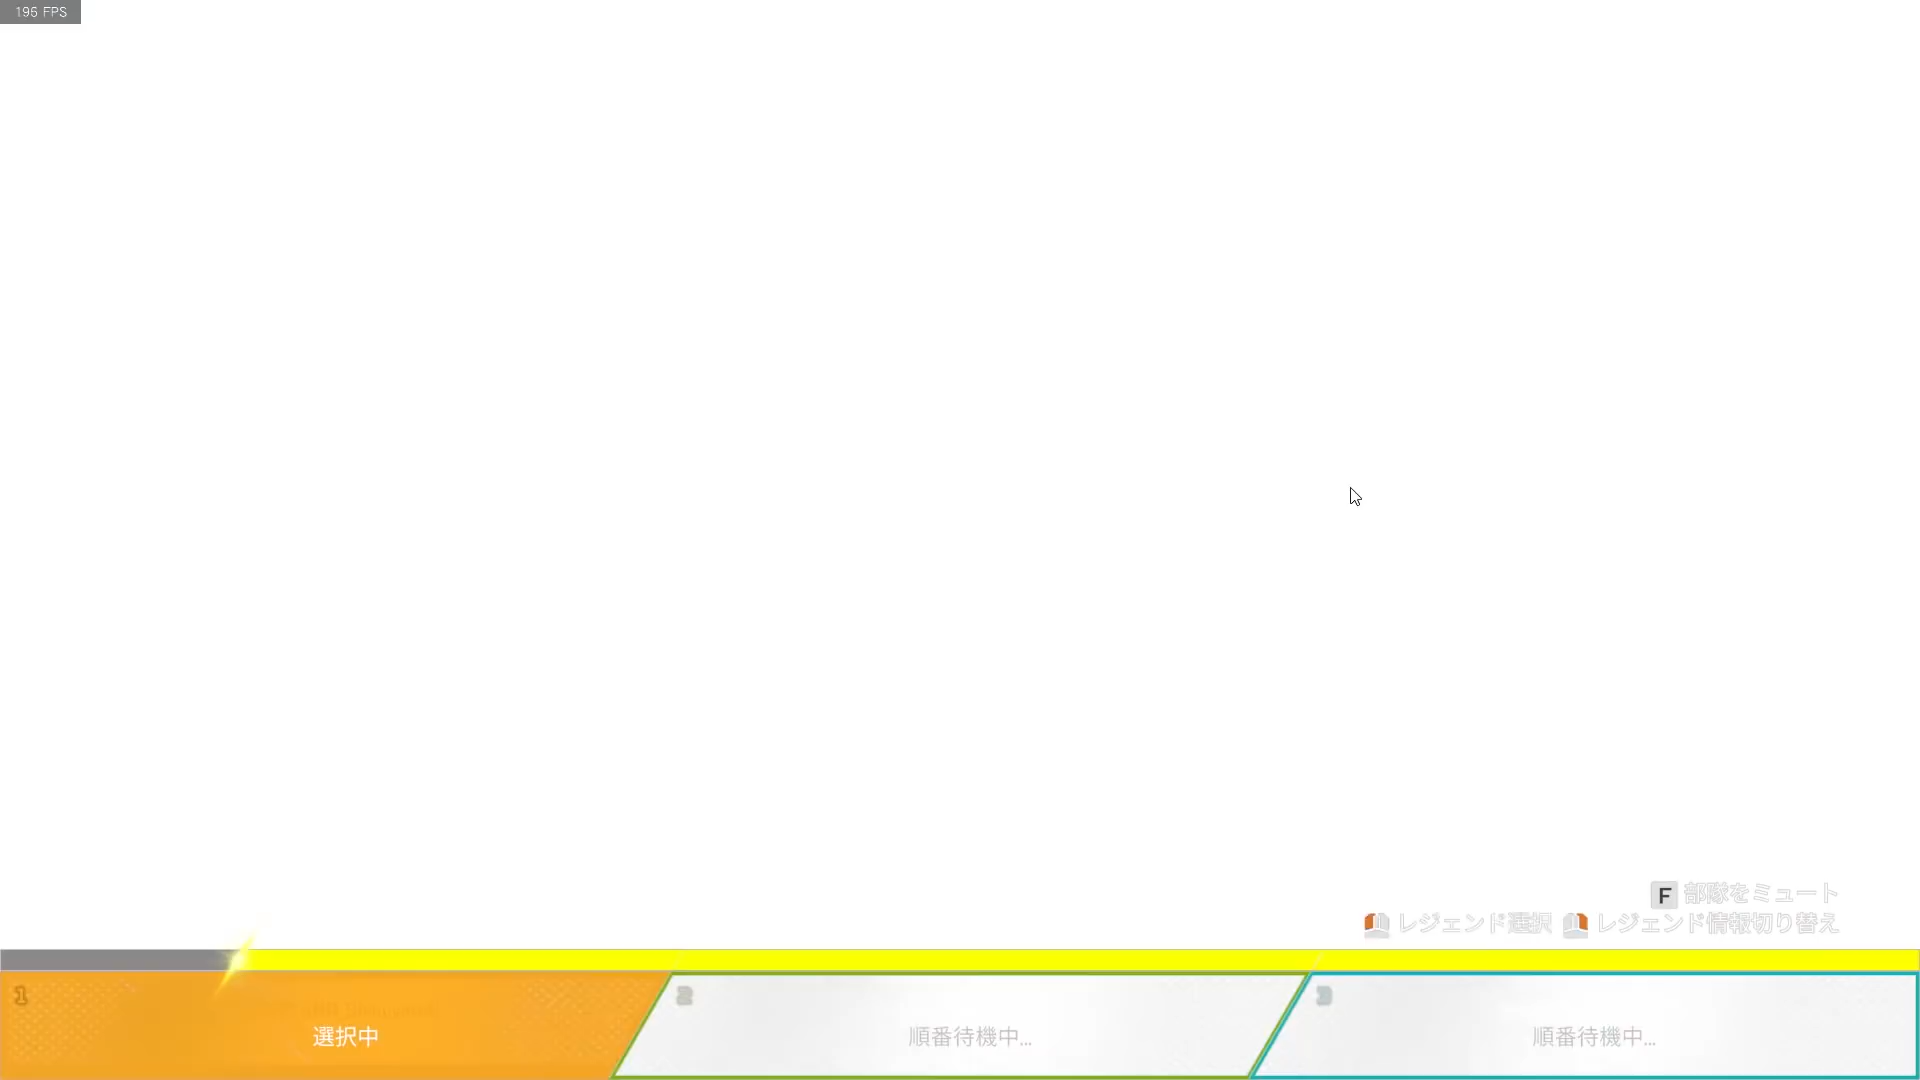 195 FPS
F 部隊をミュート
レジェンド選択 レジェンド情報切り替え
1
2
3
選択中
順番待機中...
順番待機中...